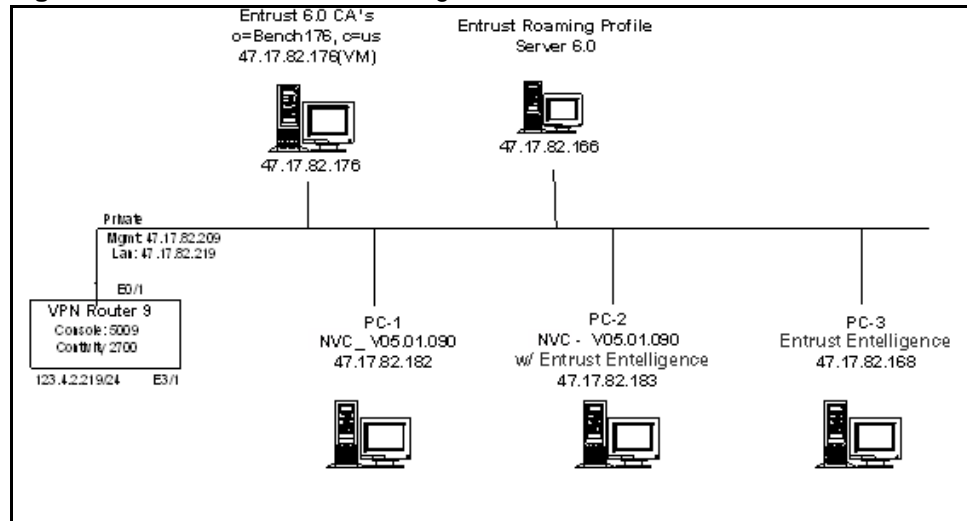 Entrust 6.0 CA's
o=Bench176, c=us
47.17.82.176(VM)
47.17.82.176
Entrust Roaming Profile
Server 6.0
47.17.82.166
Private
Mgmt: 47.17.82.209
Lan: 47.17.82.219
E0/1
VPN Router 9
Console: 5009
Contivity 2700
123.4.2.219/24 E3/1
PC-1
NVC _ V05.01.090
47.17.82.182
PC-2
NVC - V05.01.090
w/ Entrust Entelligence
47.17.82.183
PC-3
Entrust Entelligence
47.17.82.168